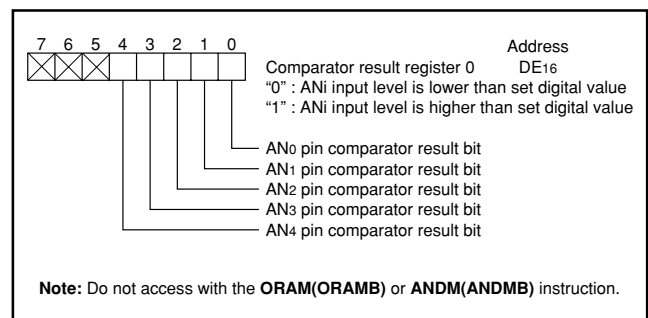 7 6 5 4 3 2 1 0
Address
Comparator result register 0 DE16
“0” : ANi input level is lower than set digital value
“1” : ANi input level is higher than set digital value
AN0 pin comparator result bit
AN1 pin comparator result bit
AN2 pin comparator result bit
AN3 pin comparator result bit
AN4 pin comparator result bit
Note: Do not access with the ORAM(ORAMB) or ANDM(ANDMB) instruction.